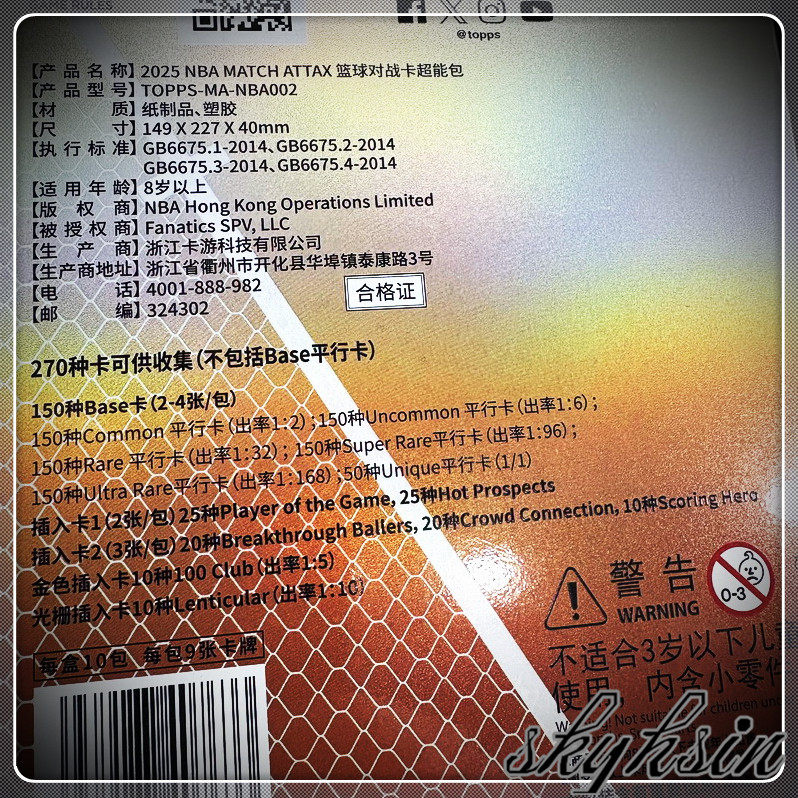 GAME RULES
@topps
【产品名称】2025 NBA MATCH ATTAX 篮球对战卡超能包
【产品型号】TOPPS-MA-NBA002
【材 质】纸制品、塑胶
【尺 寸】149 X 227 X 40mm
【执行标准】GB6675.1-2014、GB6675.2-2014
GB6675.3-2014、GB6675.4-2014
【适用年龄】8岁以上
【版 权 商】NBA Hong Kong Operations Limited
【被授权商】Fanatics SPV, LLC
【生 产 商】浙江卡游科技有限公司
【生产商地址】浙江省衢州市开化县华埠镇泰康路3号
【电 话】4001-888-982
【邮 编】324302
合格证
270种卡可供收集(不包括Base平行卡)
150种Base卡(2-4张/包)
150种Common 平行卡(出率1:2);150种Uncommon 平行卡(出率1:6);
150种Rare 平行卡(出率1:32);150种Super Rare平行卡(出率1:96);
150种Ultra Rare平行卡(出率1:168);50种Unique平行卡(1/1)
插入卡1(2张/包)25种Player of the Game, 25种Hot Prospects
插入卡2(3张/包)20种Breakthrough Ballers, 20种Crowd Connection, 10种Scoring Hero
金色插入卡10种100 Club(出率1:5)
光栅插入卡10种Lenticular(出率1:10)
每盒10包 每包9张卡牌
警告
WARNING
0-3
不适合3岁以下儿童
使用,内含小零件
Not children
skyhsin